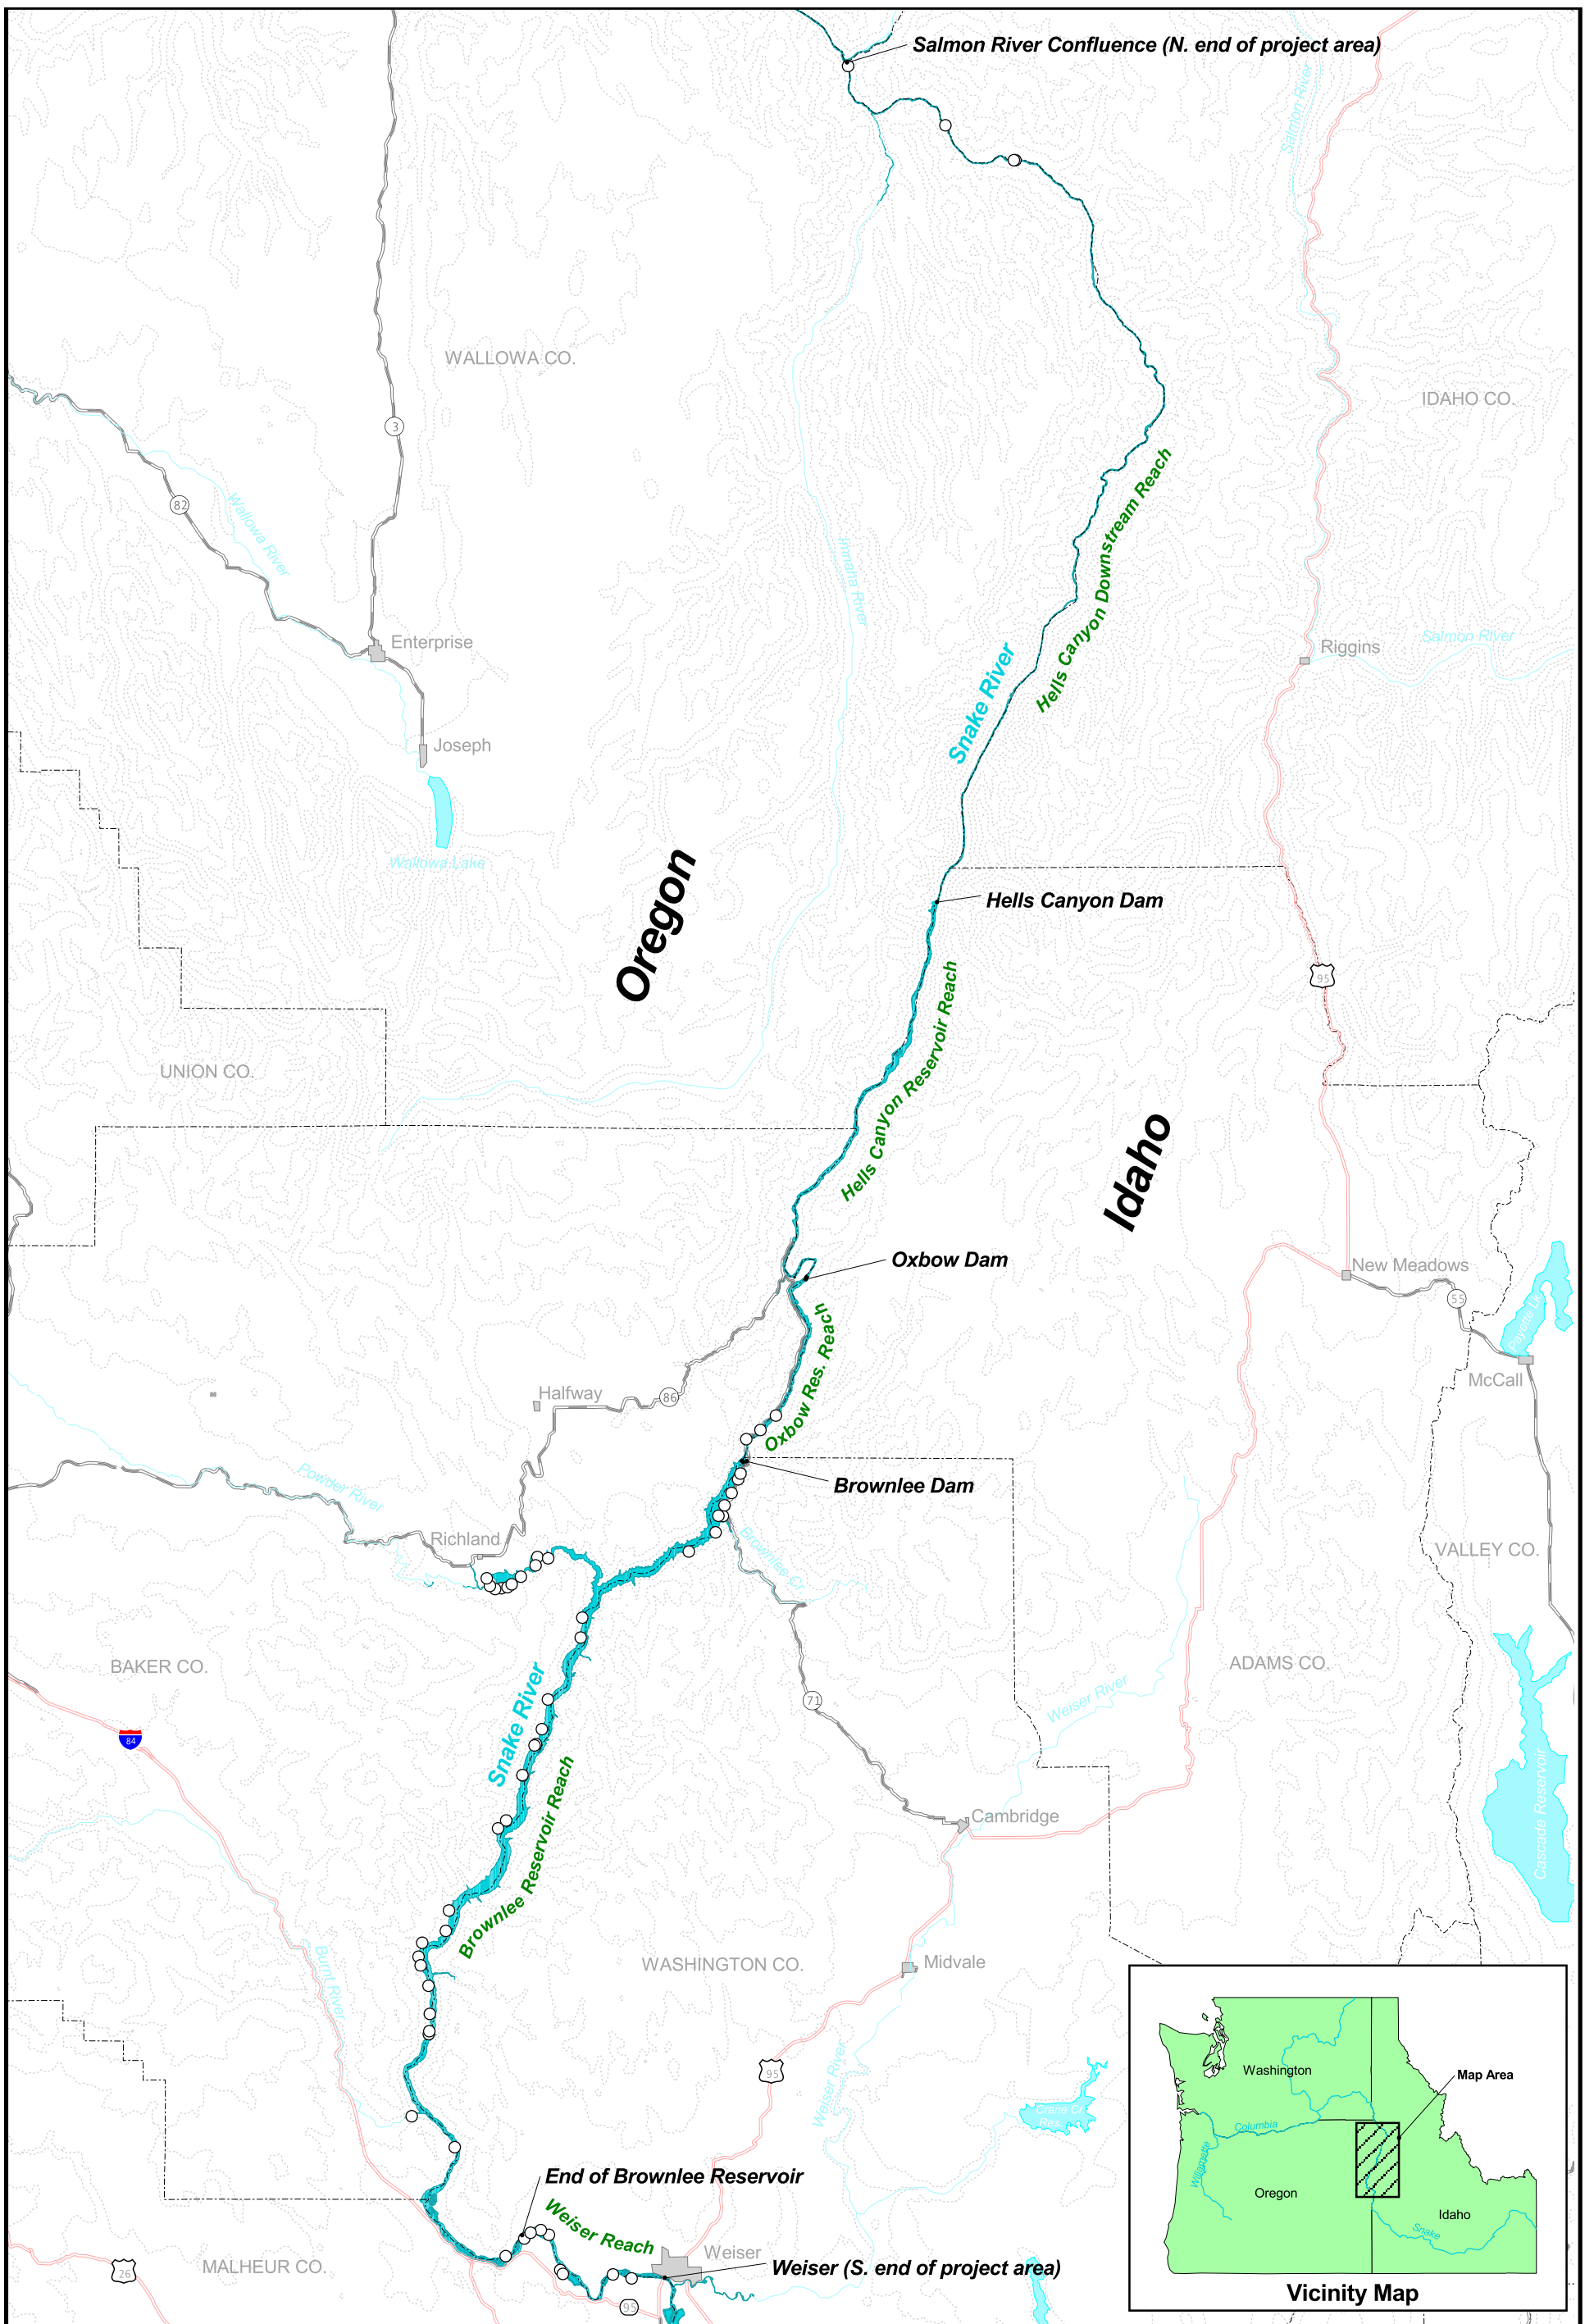 Salmon River Confluence (N. end of project area)
Salmon River
WALLOWA CO.
IDAHO CO.
3
82
Wallowa River
Imnaha River
Hells Canyon Downstream Reach
Enterprise
Riggins
Salmon River
Snake River
Joseph
Wallowa Lake
Oregon
Hells Canyon Dam
95
Hells Canyon Reservoir Reach
UNION CO.
Idaho
Oxbow Dam
New Meadows
55
Payette Lk
McCall
Oxbow Res. Reach
Halfway
86
86
Powder River
Brownlee Dam
Richland
Brownlee Cr.
VALLEY CO.
BAKER CO.
ADAMS CO.
Snake River
71
Weiser River
84
Brownlee Reservoir Reach
Cambridge
Cascade Reservoir
Burnt River
WASHINGTON CO.
Midvale
95
Weiser River
Crane Cr.
Res.
Washington
Map Area
Columbia
Willamette
Oregon
Idaho
Snake
Vicinity Map
End of Brownlee Reservoir
Weiser Reach
Weiser
MALHEUR CO.
26
Weiser (S. end of project area)
95